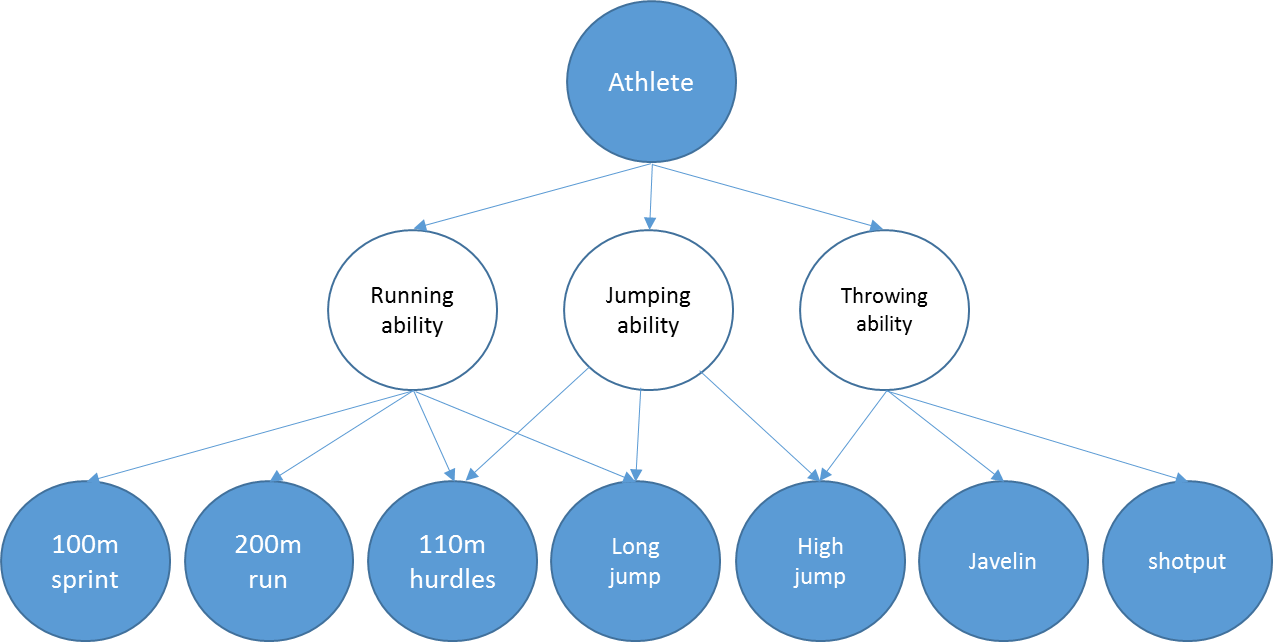 Athlete
Running
ability
Jumping
ability
Throwing
ability
100m
sprint
200m
run
110m
hurdles
Long
jump
High
jump
Javelin
shotput